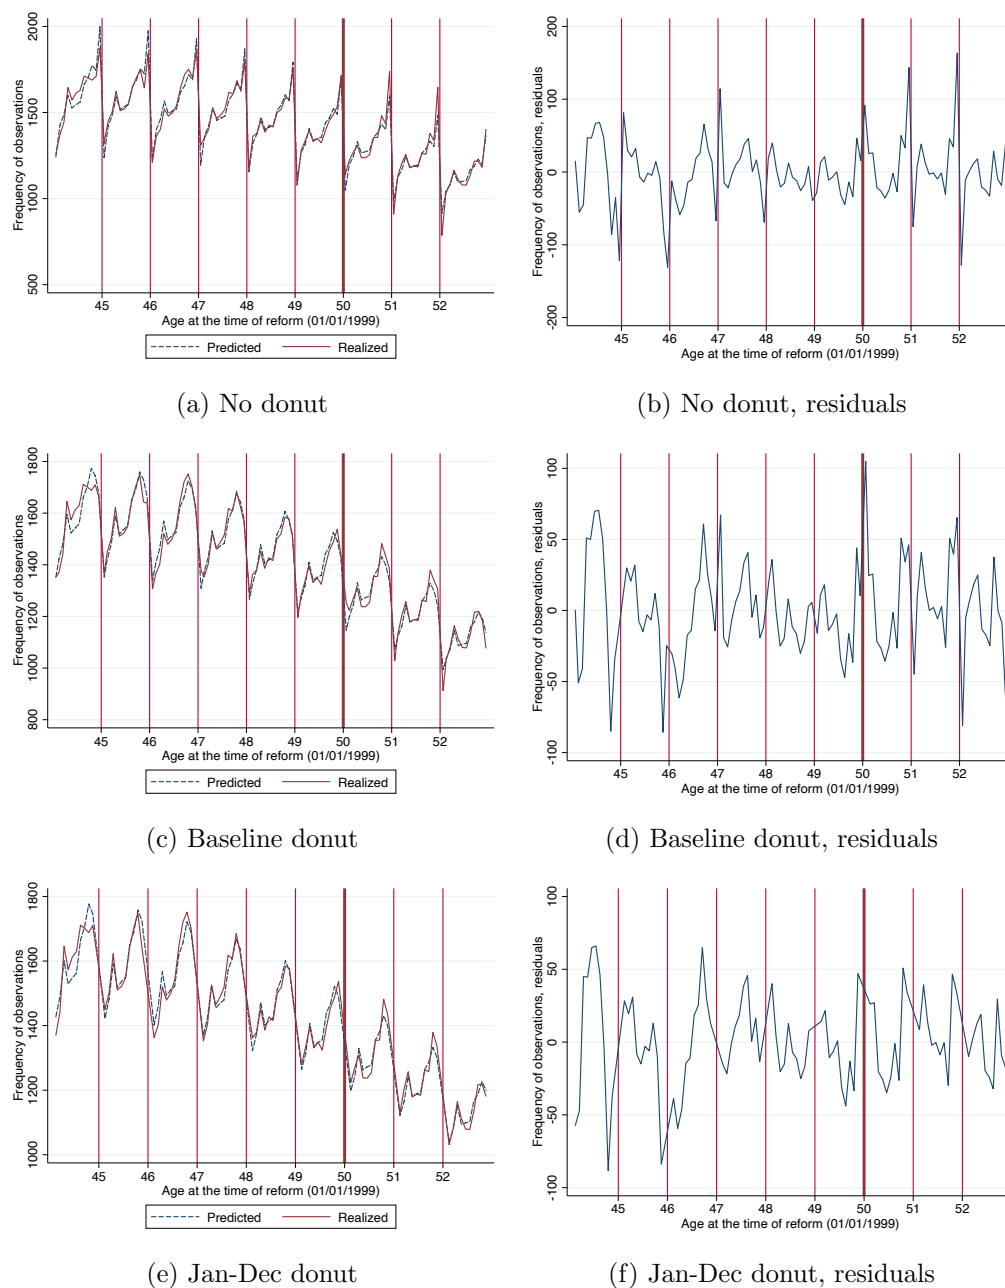 Frequency of observations
2000
1500
1000
500
45 46 47 48 49 50 51 52
Age at the time of reform (01/01/1999)
Predicted Realized
(a) No donut
Frequency of observations, residuals
200
100
0
-100
-200
45 46 47 48 49 50 51 52
Age at the time of reform (01/01/1999)
(b) No donut, residuals
Frequency of observations
1800
1600
1400
1200
1000
800
45 46 47 48 49 50 51 52
Age at the time of reform (01/01/1999)
Predicted Realized
(c) Baseline donut
Frequency of observations, residuals
100
50
0
-50
-100
45 46 47 48 49 50 51 52
Age at the time of reform (01/01/1999)
(d) Baseline donut, residuals
Frequency of observations
1800
1600
1400
1200
1000
45 46 47 48 49 50 51 52
Age at the time of reform (01/01/1999)
Predicted Realized
(e) Jan-Dec donut
Frequency of observations, residuals
100
50
0
-50
-100
45 46 47 48 49 50 51 52
Age at the time of reform (01/01/1999)
(f) Jan-Dec donut, residuals